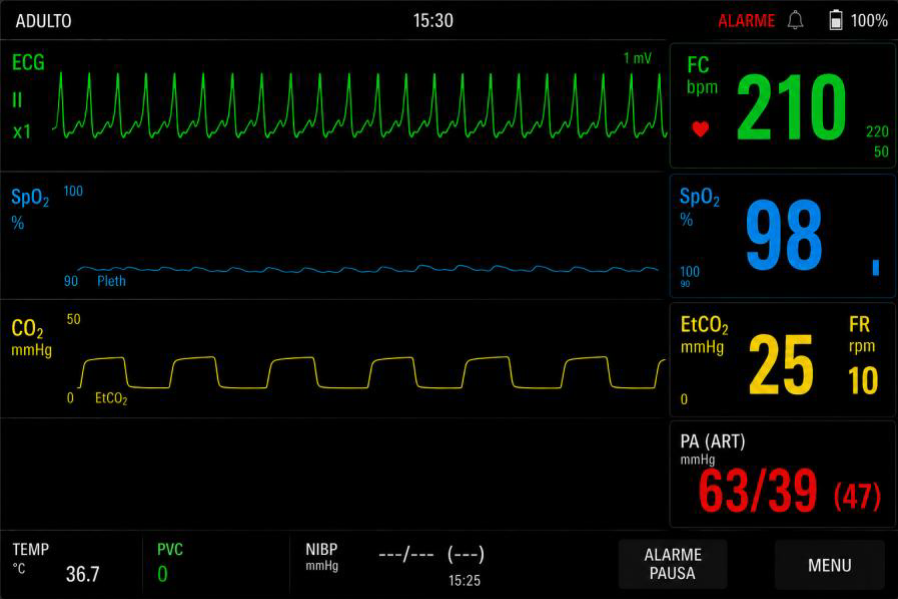 ADULTO
15:30
ALARME
100%
ECG
1 mV
II
x1
FC
bpm
210
220
50
SpO₂
%
100
90
Pleth
SpO₂
%
98
100
90
CO₂
mmHg
50
0
EtCO₂
EtCO₂
mmHg
25
0
FR
rpm
10
PA (ART)
mmHg
63/39 (47)
TEMP
°C
36.7
PVC
0
NIBP
mmHg
---/--- (---)
15:25
ALARME
PAUSA
MENU